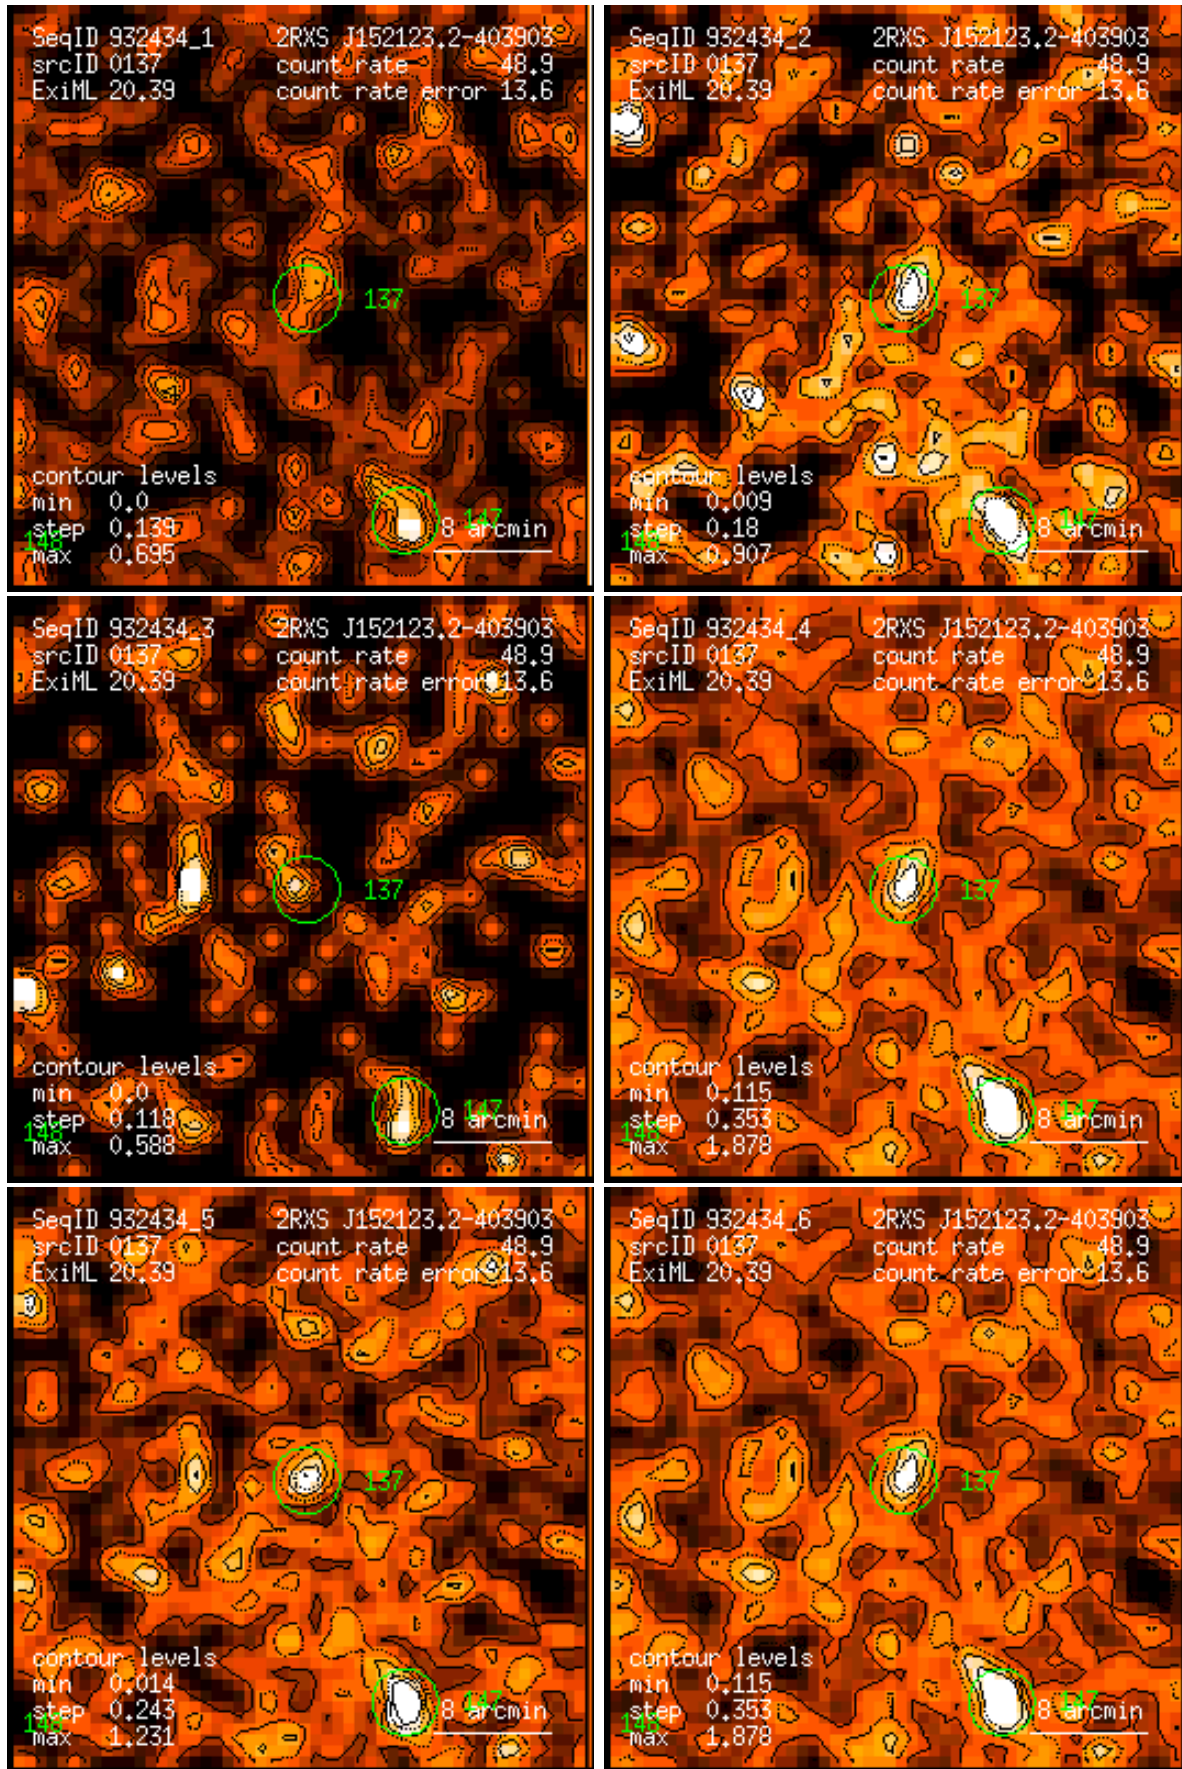 SeqID 932434_1 2RXS J152123.2-403903
srcID 0137 count rate 48.9
ExiML 20.39 count rate error 13.6
137
contour levels
min 0.0
step 0.139 147 8 arcmin
148
max 0.695
SeqID 932434_2 2RXS J152123.2-403903
srcID 0137 count rate 48.9
ExiML 20.39 count rate error 13.6
137
contour levels
min 0.009
step 0.18 147 8 arcmin
148
max 0.907
SeqID 932434_3 2RXS J152123.2-403903
srcID 0137 count rate 48.9
ExiML 20.39 count rate error 13.6
137
contour levels
min 0.0
step 0.118 147 8 arcmin
148
max 0.588
SeqID 932434_4 2RXS J152123.2-403903
srcID 0137 count rate 48.9
ExiML 20.39 count rate error 13.6
137
contour levels
min 0.115
step 0.353 147 8 arcmin
148
max 1.878
SeqID 932434_5 2RXS J152123.2-403903
srcID 0137 count rate 48.9
ExiML 20.39 count rate error 13.6
137
contour levels
min 0.014
step 0.243 147 8 arcmin
148
max 1.231
SeqID 932434_6 2RXS J152123.2-403903
srcID 0137 count rate 48.9
ExiML 20.39 count rate error 13.6
137
contour levels
min 0.115
step 0.353 147 8 arcmin
148
max 1.878